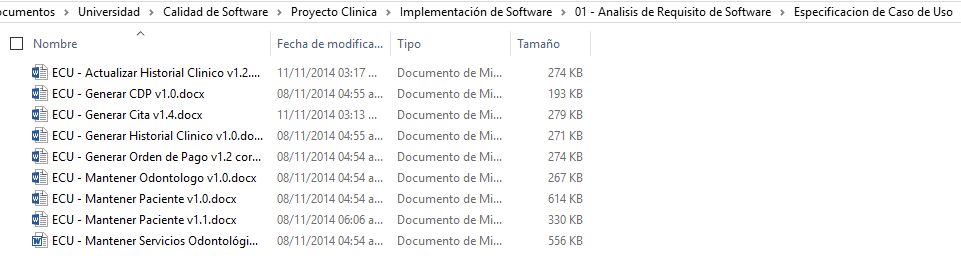 ocumentos > Universidad > Calidad de Software > Proyecto Clinica > Implementación de Software > 01 - Analisis de Requisito de Software > Especificacion de Caso de Uso
Nombre Fecha de modifica... Tipo Tamaño
ECU - Actualizar Historial Clinico v1.2.... 11/11/2014 03:17 ... Documento de Mi... 274 KB
ECU - Generar CDP v1.0.docx 08/11/2014 04:55 a... Documento de Mi... 193 KB
ECU - Generar Cita v1.4.docx 11/11/2014 03:13 ... Documento de Mi... 279 KB
ECU - Generar Historial Clinico v1.0.do... 08/11/2014 04:55 a... Documento de Mi... 271 KB
ECU - Generar Orden de Pago v1.2 cor... 08/11/2014 04:54 a... Documento de Mi... 274 KB
ECU - Mantener Odontologo v1.0.docx 08/11/2014 04:54 a... Documento de Mi... 267 KB
ECU - Mantener Paciente v1.0.docx 08/11/2014 04:54 a... Documento de Mi... 614 KB
ECU - Mantener Paciente v1.1.docx 08/11/2014 06:06 a... Documento de Mi... 330 KB
ECU - Mantener Servicios Odontológi... 08/11/2014 04:54 a... Documento de Mi... 556 KB